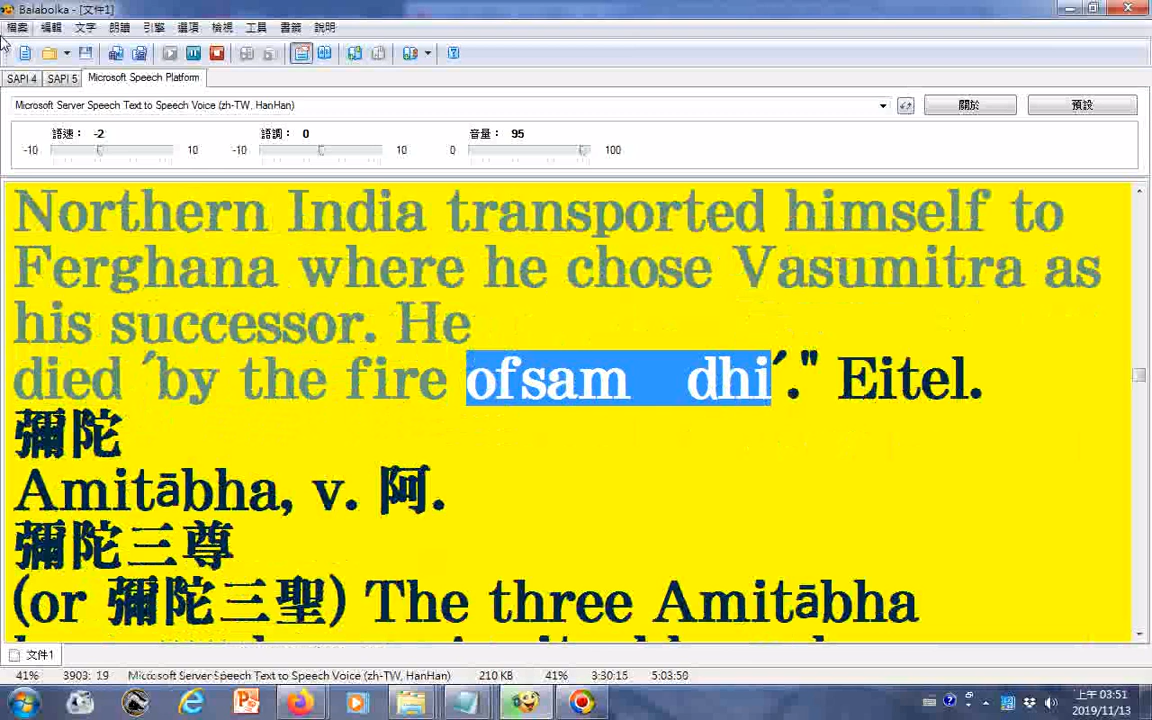 Balabolka - [文件1]
檔案 編輯 文字 朗讀 引擎 選項 檢視 工具 書籤 說明
SAPI 4 SAPI 5 Microsoft Speech Platform
Microsoft Server Speech Text to Speech Voice (zh-TW, HanHan) 關於 預設
語速： -2 語調： 0 音量： 95
-10 10 -10 10 0 100
Northern India transported himself to
Ferghana where he chose Vasumitra as
his successor. He
died ´by the fire ofsam dhi´." Eitel.
彌陀
Amitābha, v. 阿.
彌陀三尊
(or 彌陀三聖) The three Amitābha
文件1
41% 3903: 19 Microsoft Server Speech Text to Speech Voice (zh-TW, HanHan) 210 KB 41% 3:30:15 5:03:50
上午 03:51
2019/11/13